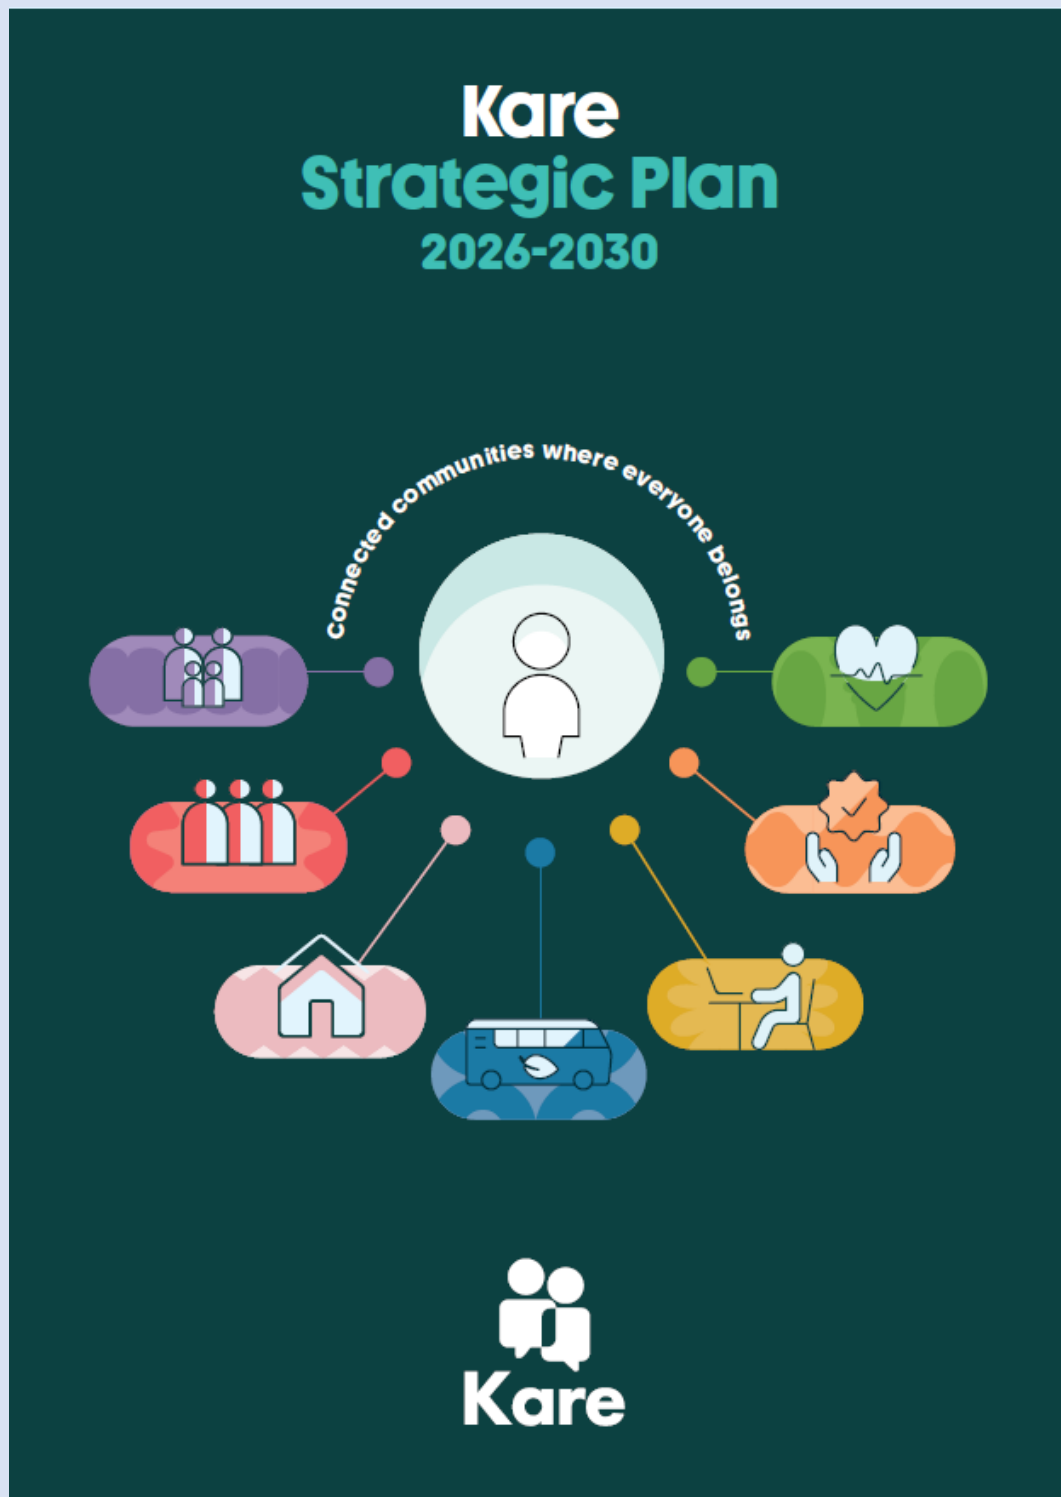 Kare
Strategic Plan
2026-2030
Connected communities where everyone belongs
Kare